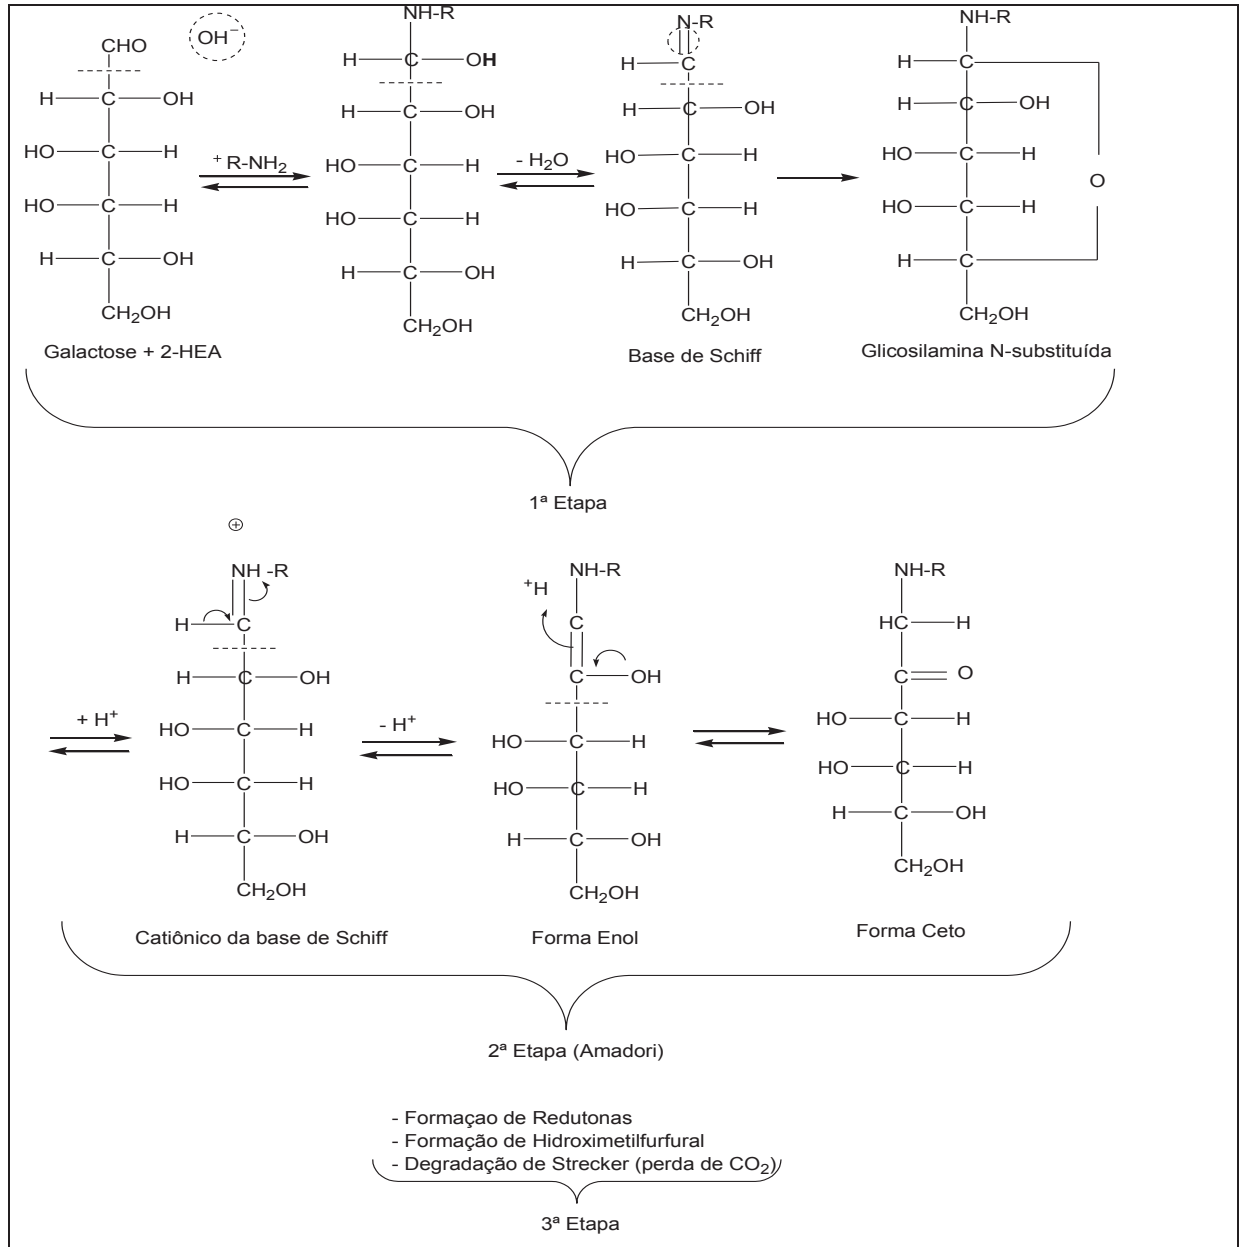 CHO
OH⁻
H C OH
HO C H
HO C H
H C OH
CH₂OH
Galactose + 2-HEA
⁺ R-NH₂
NH-R
H C OH
H C OH
HO C H
HO C H
H C OH
CH₂OH
- H₂O
N-R
H C
H C OH
HO C H
HO C H
H C OH
CH₂OH
Base de Schiff
NH-R
H C
H C OH
HO C H
O
HO C H
H C
CH₂OH
Glicosilamina N-substituída
1ª Etapa
+ H⁺
⊕
NH -R
H C
H C OH
HO C H
HO C H
H C OH
CH₂OH
Catiônico da base de Schiff
- H⁺
⁺H
NH-R
C
C OH
HO C H
HO C H
H C OH
CH₂OH
Forma Enol
NH-R
HC H
C O
HO C H
HO C H
H C OH
CH₂OH
Forma Ceto
2ª Etapa (Amadori)
- Formaçao de Redutonas
- Formação de Hidroximetilfurfural
- Degradação de Strecker (perda de CO₂)
3ª Etapa